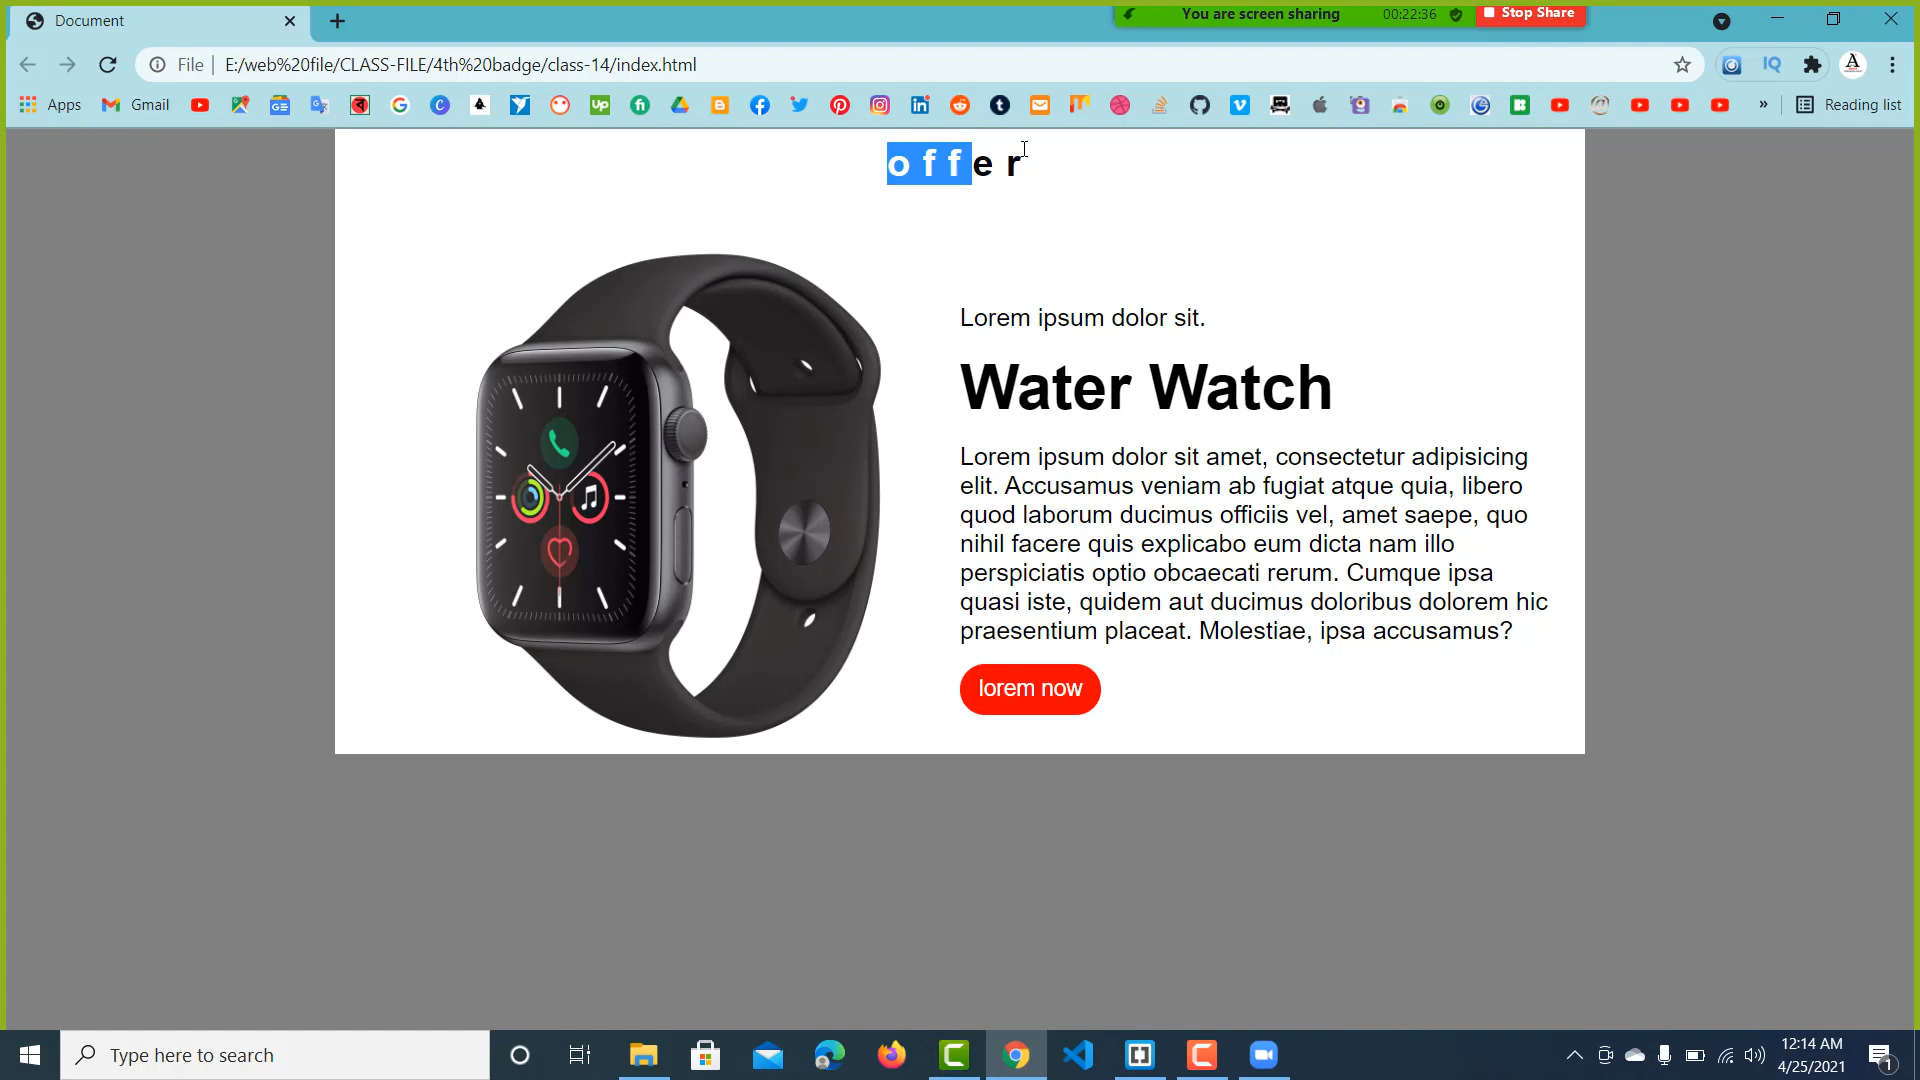 Document
You are screen sharing
00:22:36
Stop Share
File
E:/web%20file/CLASS-FILE/4th%20badge/class-14/index.html
IQ
Apps
Gmail
Up
fi
»
Reading list
o f f e r
Lorem ipsum dolor sit.
Water Watch
Lorem ipsum dolor sit amet, consectetur adipisicing
elit. Accusamus veniam ab fugiat atque quia, libero
quod laborum ducimus officiis vel, amet saepe, quo
nihil facere quis explicabo eum dicta nam illo
perspiciatis optio obcaecati rerum. Cumque ipsa
quasi iste, quidem aut ducimus doloribus dolorem hic
praesentium placeat. Molestiae, ipsa accusamus?
lorem now
Type here to search
12:14 AM
4/25/2021
1